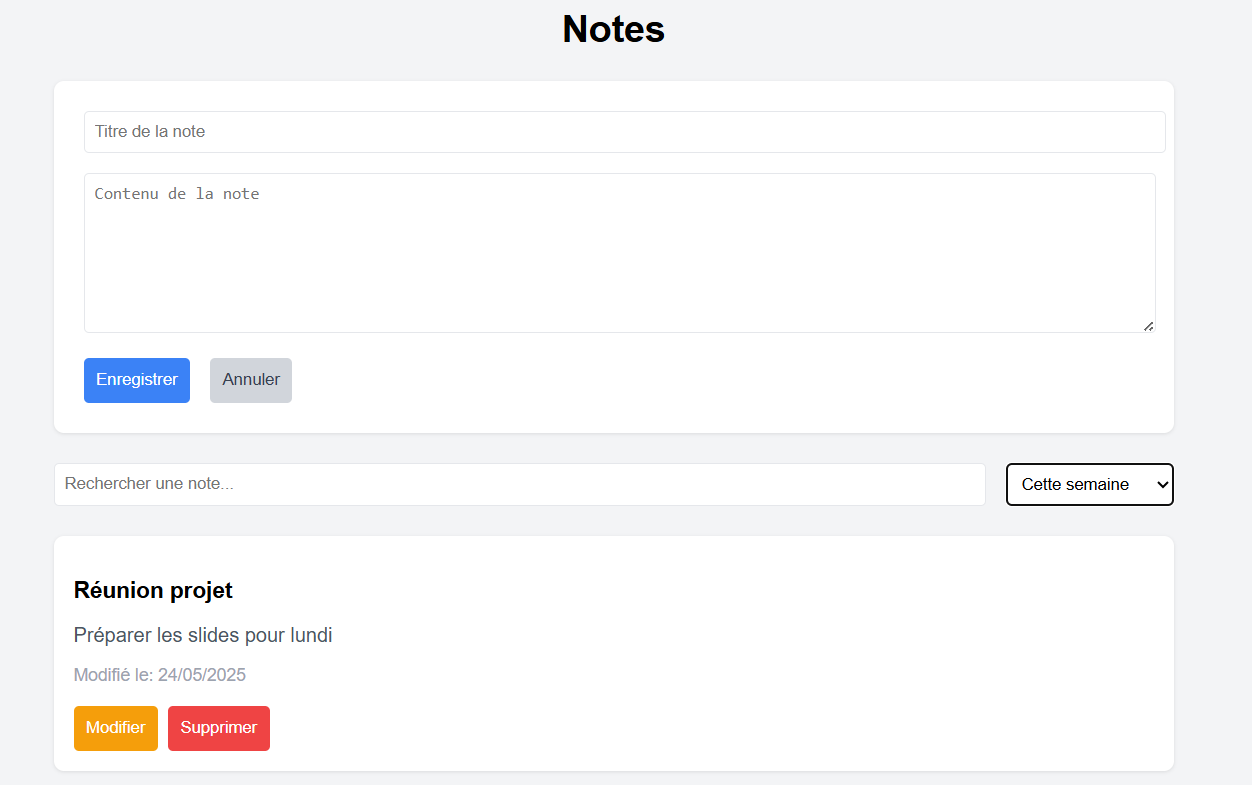 Notes
Titre de la note
Contenu de la note
Enregistrer Annuler
Rechercher une note... Cette semaine
Réunion projet
Préparer les slides pour lundi
Modifié le: 24/05/2025
Modifier Supprimer